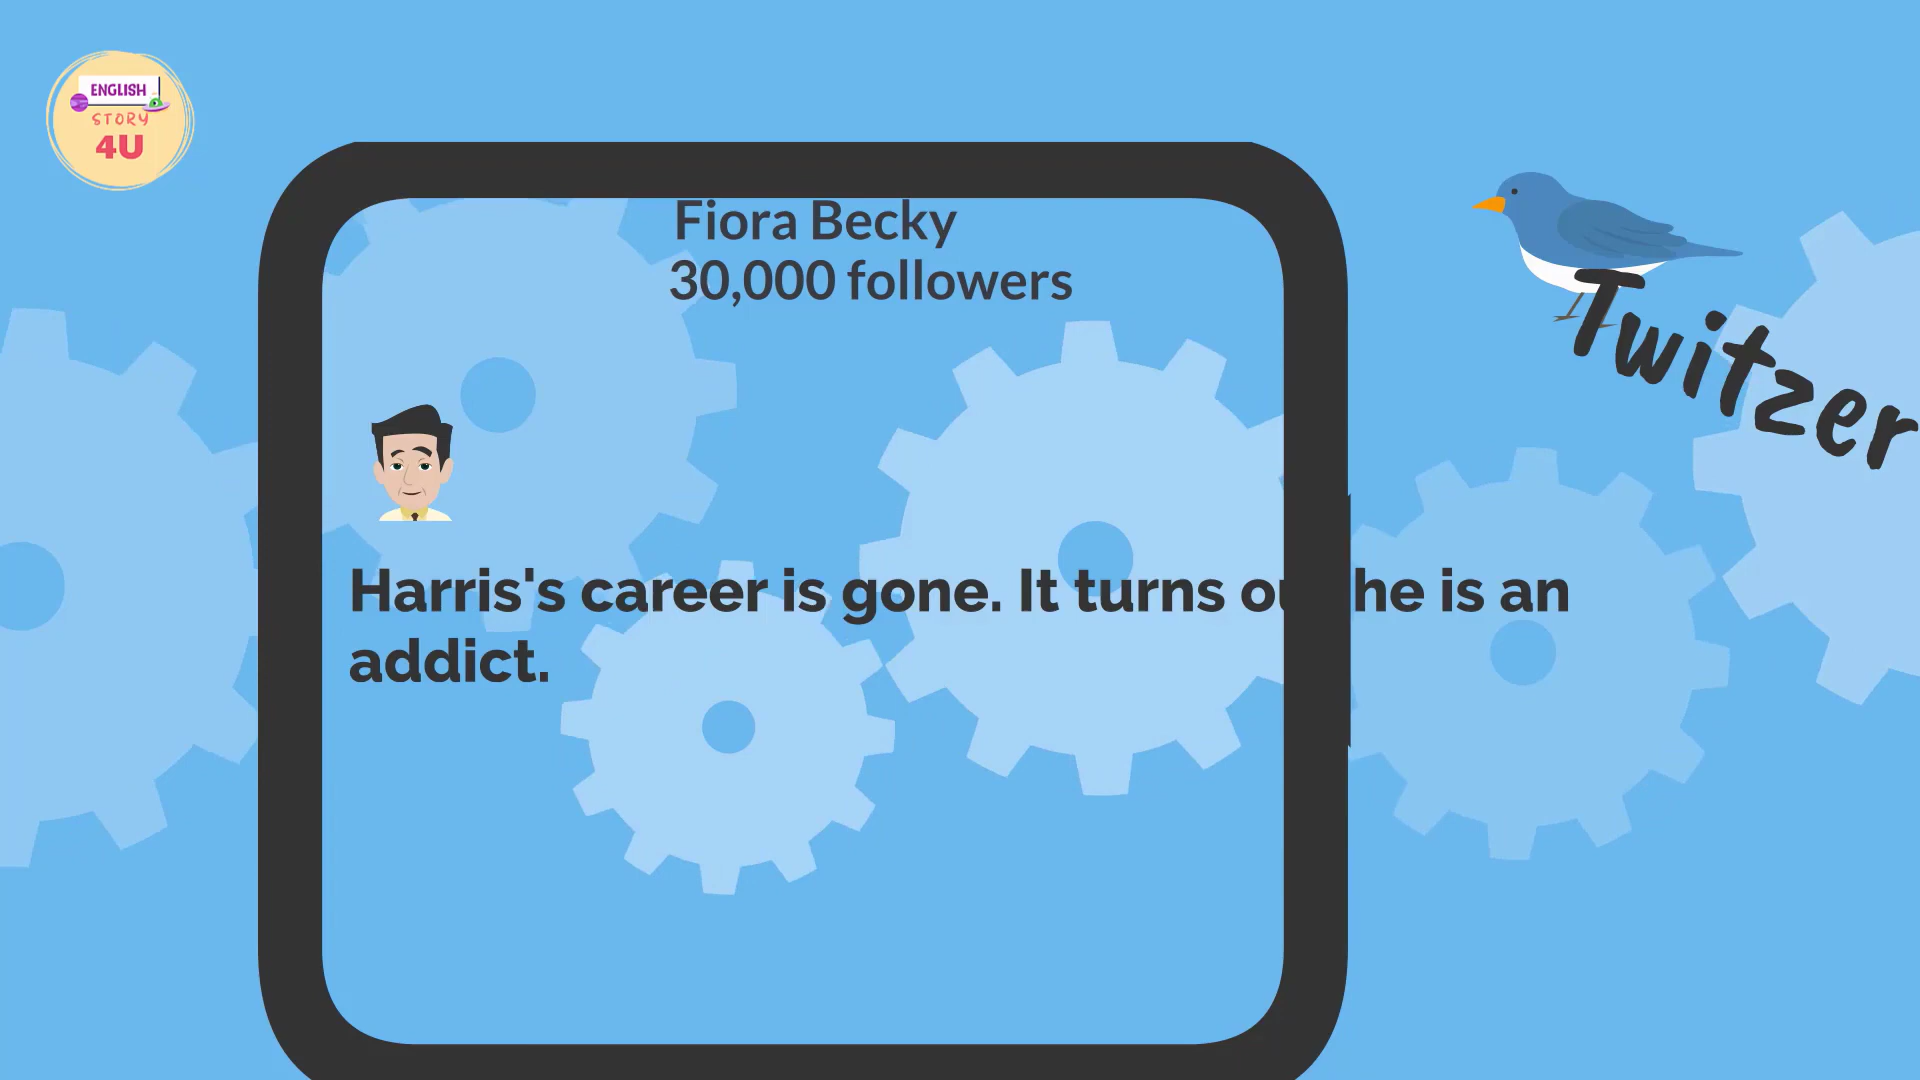 ENGLISH
STORY
4U
Fiora Becky
30,000 followers
Twitzer
Harris's career is gone. It turns he is an
addict.